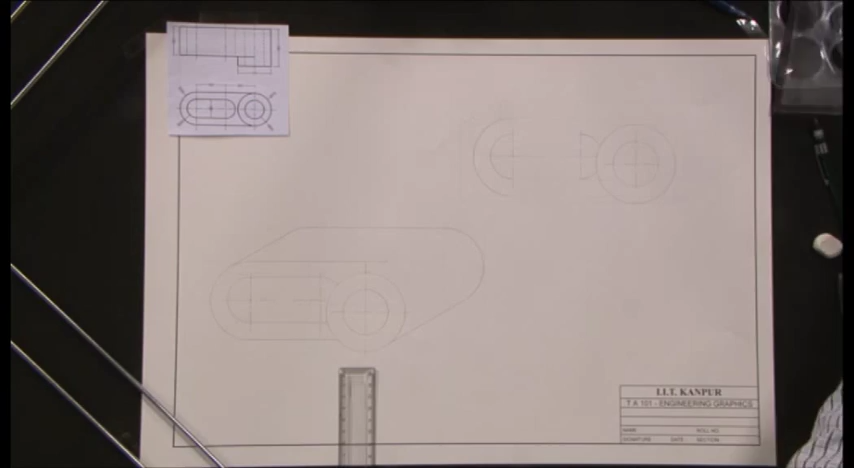 I.I.T. KANPUR
T A 101 - ENGINEERING GRAPHICS
NAME
ROLL NO.
SIGNATURE
DATE
SECTION